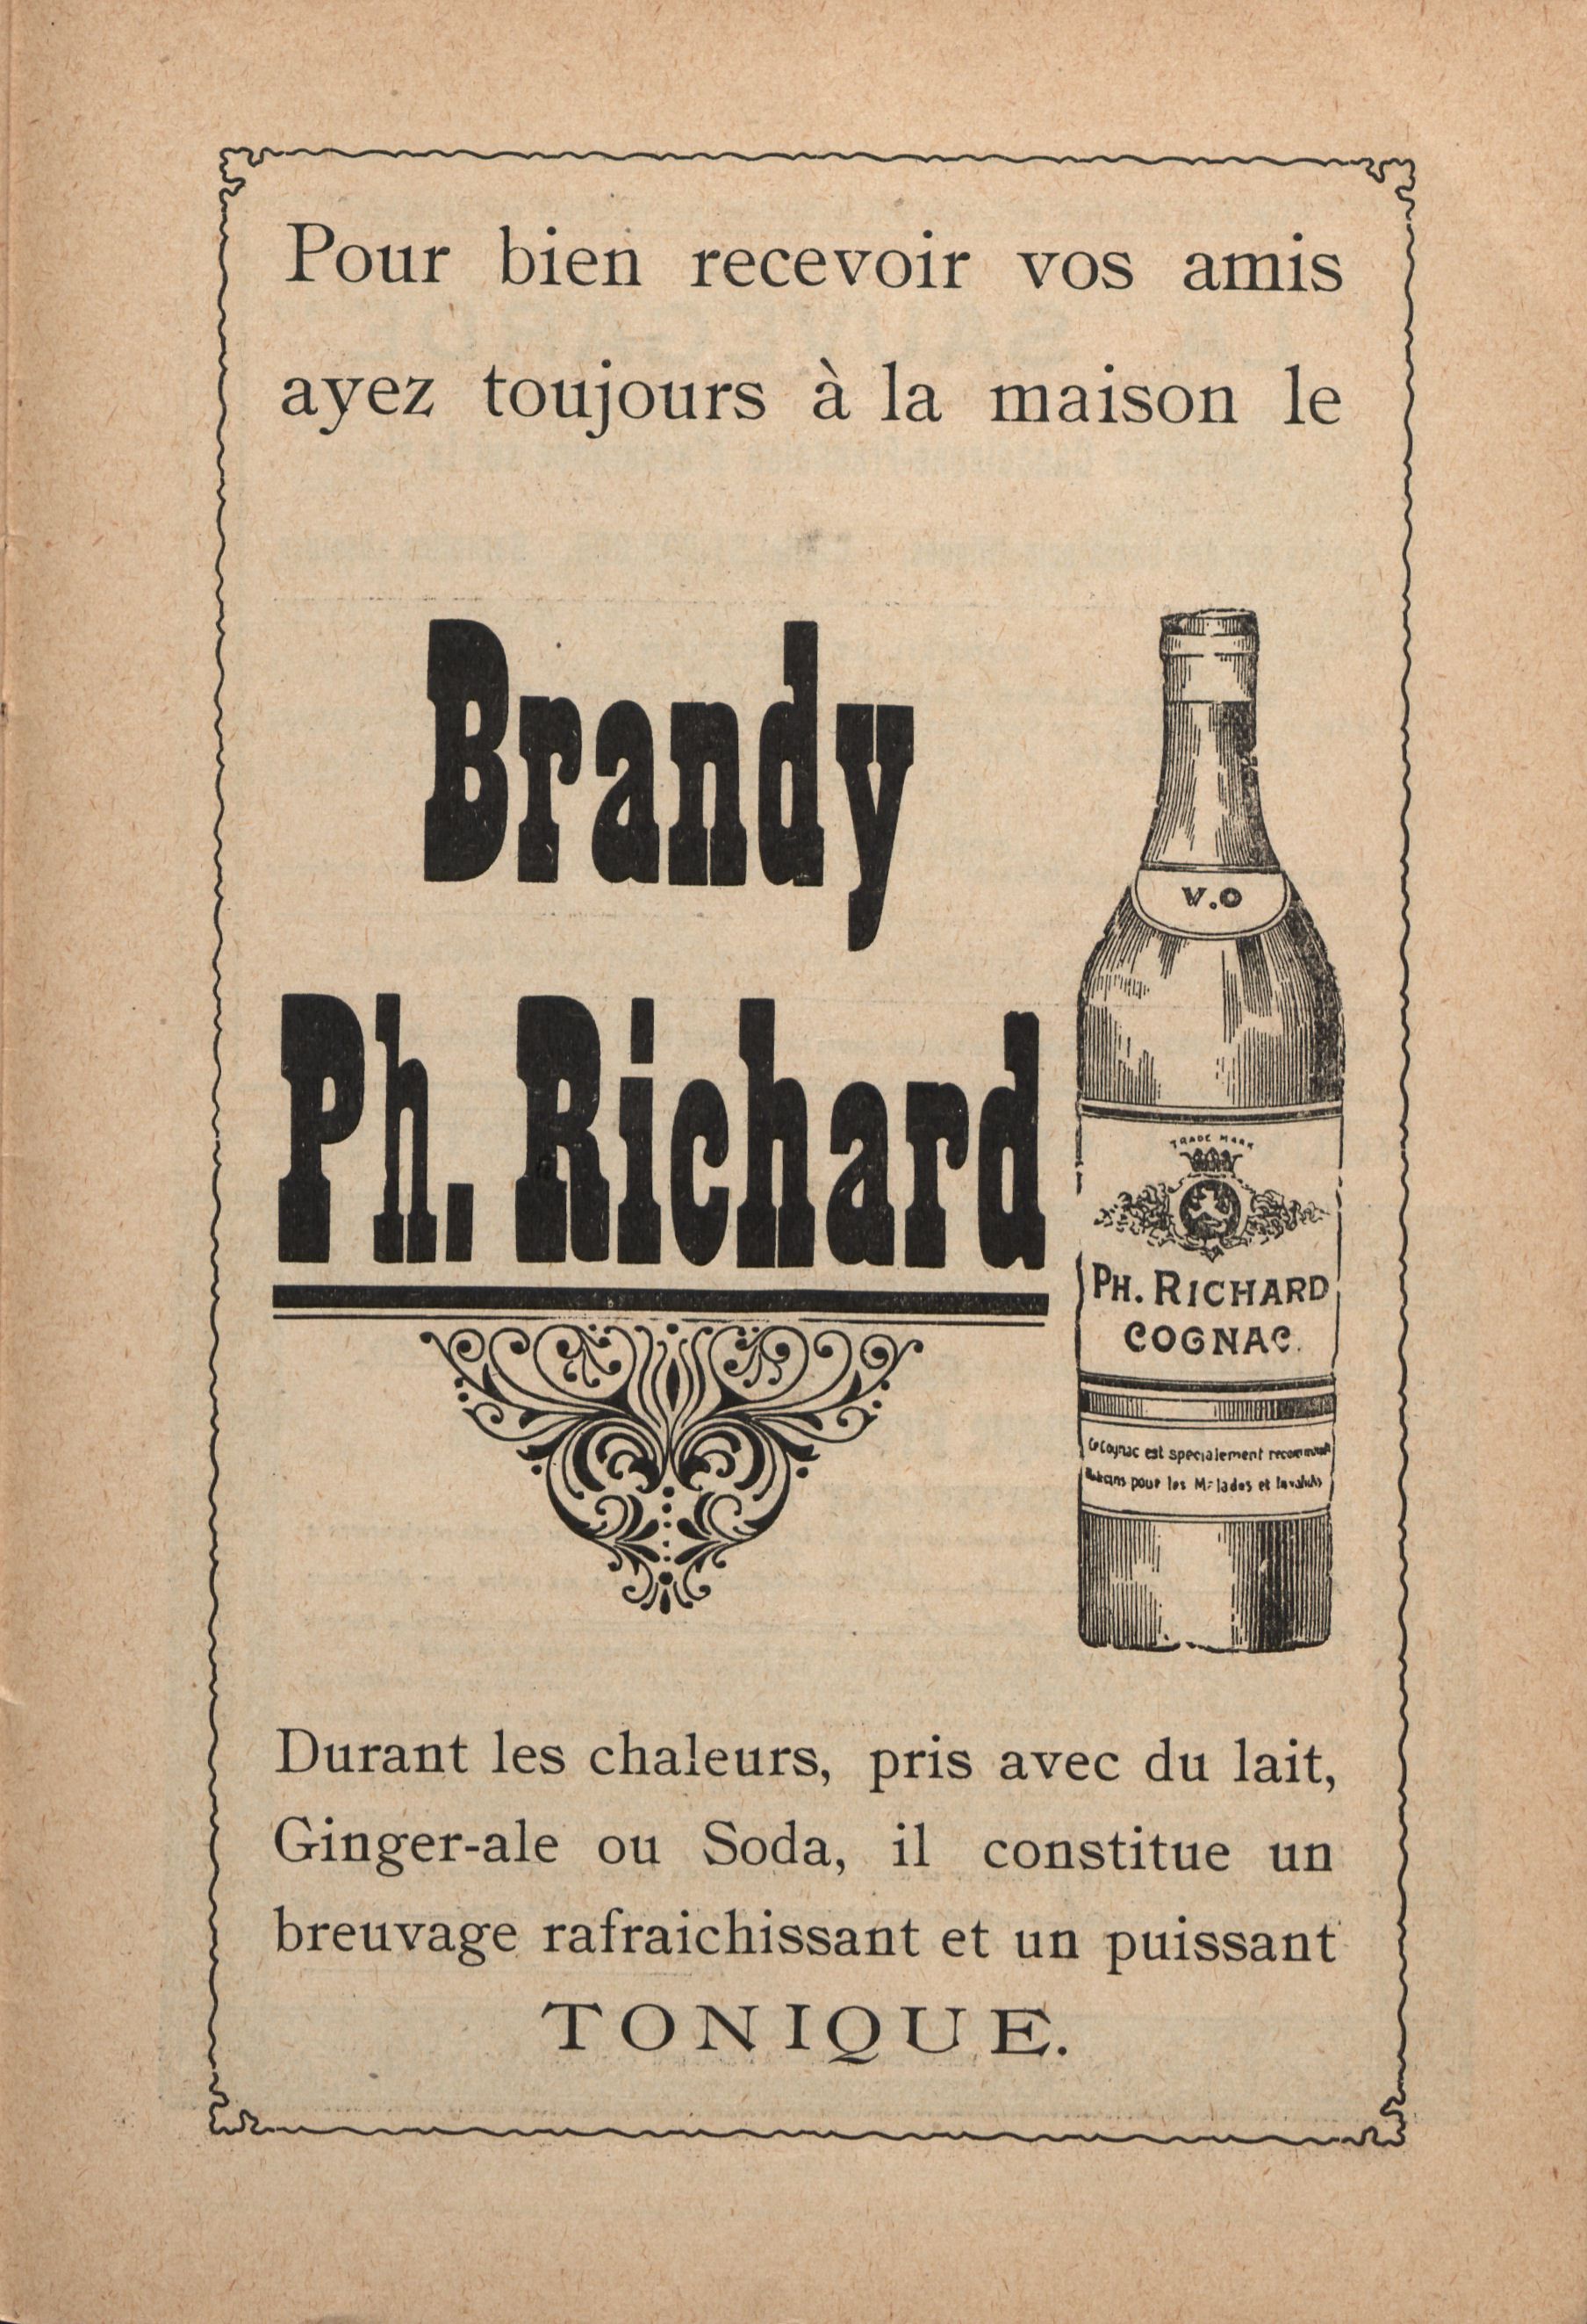 Pour bien recevoir vos amis
ayez toujours à la maison le
Brandy
Ph. Richard
V.O
TRADE MARK
PH. RICHARD
COGNAC.
Ce Cognac est specialement
pour les Malades et Invalides
Durant les chaleurs, pris avec du lait,
Ginger-ale ou Soda, il constitue un
breuvage rafraichissant et un puissant
TONIQUE.